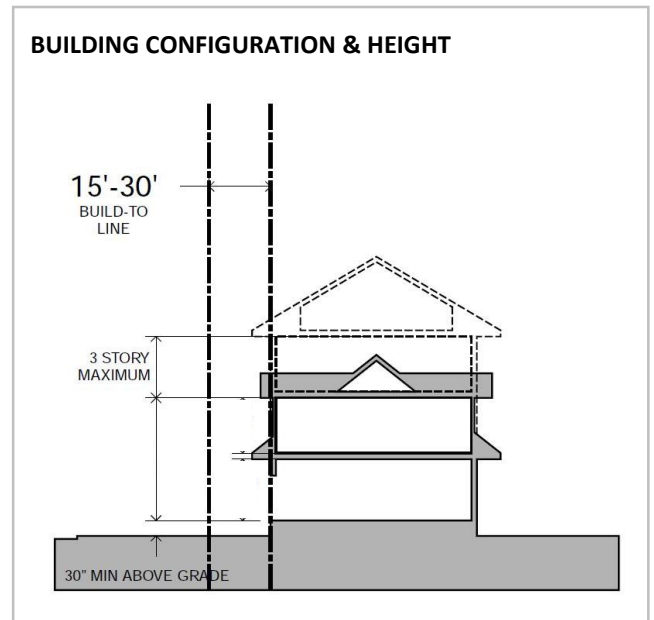 BUILDING CONFIGURATION & HEIGHT
15'-30'
BUILD-TO
LINE
3 STORY
MAXIMUM
30" MIN ABOVE GRADE